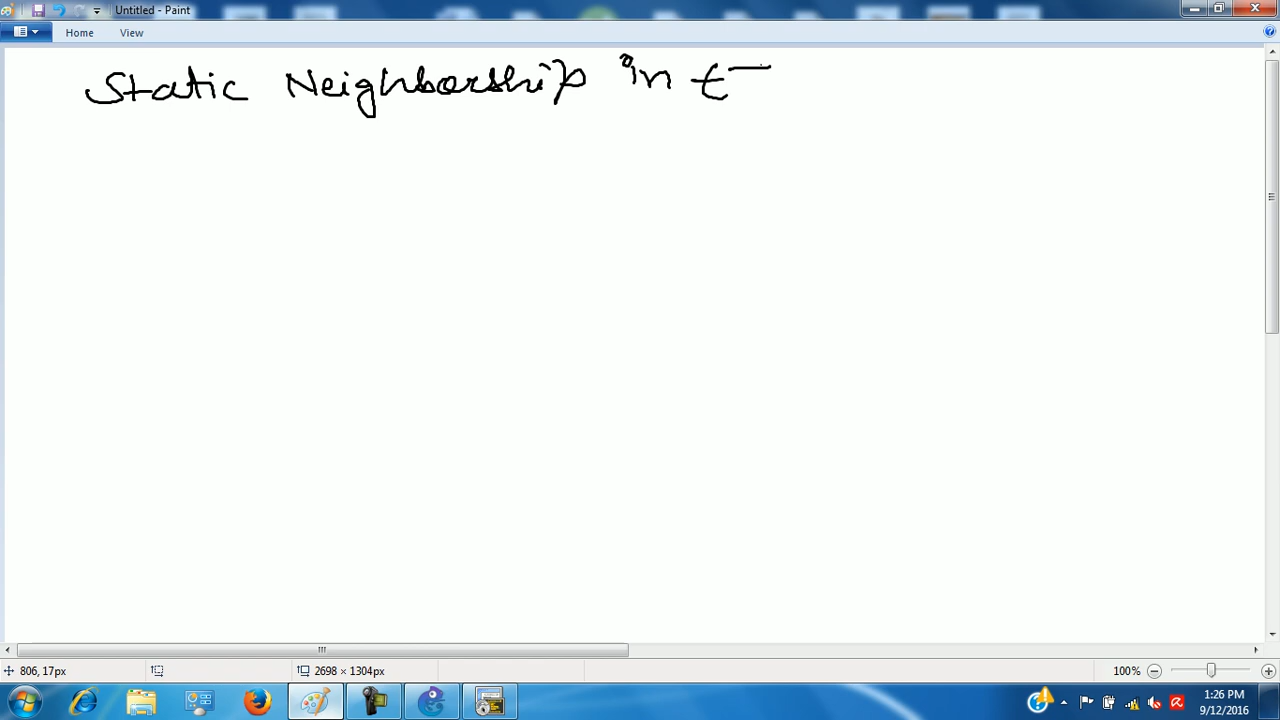 Untitled - Paint
Home View
Static Neighborship in
806, 17px 2698 × 1304px 100%
1:26 PM
9/12/2016